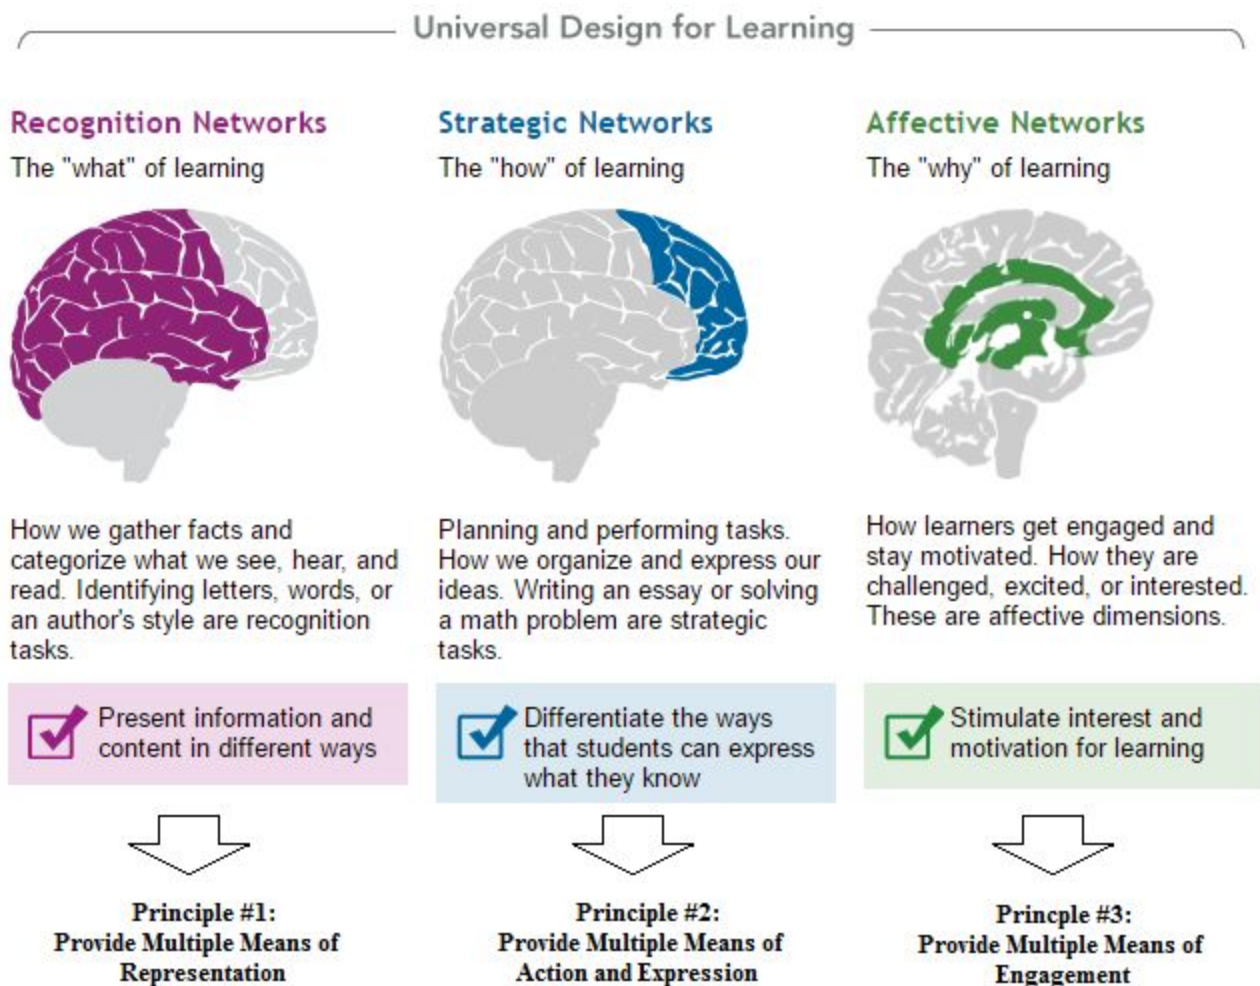 Universal Design for Learning
Recognition Networks
The "what" of learning
How we gather facts and
categorize what we see, hear, and
read. Identifying letters, words, or
an author's style are recognition
tasks.
Present information and
content in different ways
Principle #1:
Provide Multiple Means of
Representation
Strategic Networks
The "how" of learning
Planning and performing tasks.
How we organize and express our
ideas. Writing an essay or solving
a math problem are strategic
tasks.
Differentiate the ways
that students can express
what they know
Principle #2:
Provide Multiple Means of
Action and Expression
Affective Networks
The "why" of learning
How learners get engaged and
stay motivated. How they are
challenged, excited, or interested.
These are affective dimensions.
Stimulate interest and
motivation for learning
Princple #3:
Provide Multiple Means of
Engagement